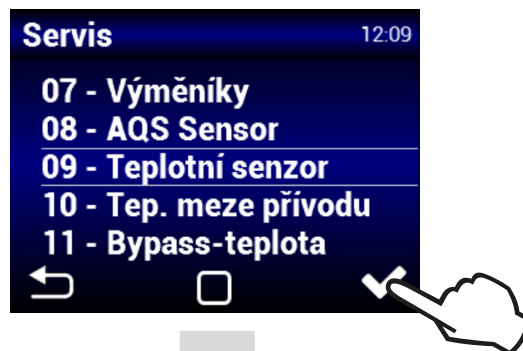 Servis
12:09
07 - Výměníky
08 - AQS Sensor
09 - Teplotní senzor
10 - Tep. meze přívodu
11 - Bypass-teplota